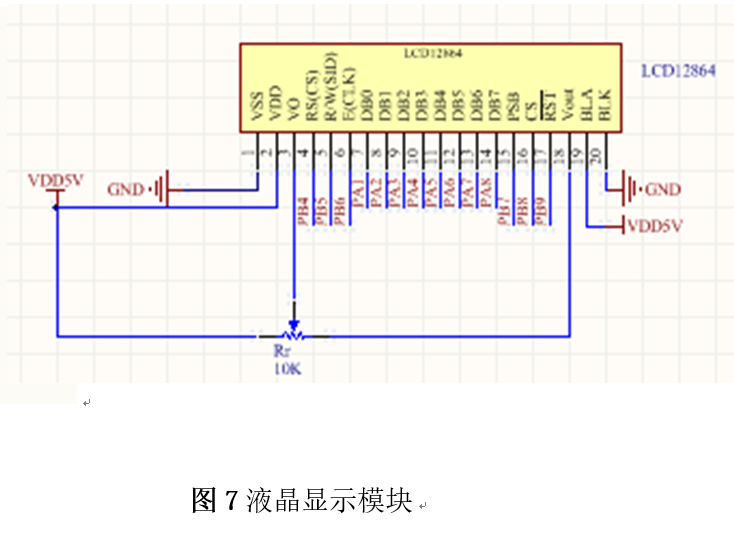 LCD12864
LCD12864
VSS
VDD
VO
RS(CS)
R/W(SID)
E(CLK)
DB0
DB1
DB2
DB3
DB4
DB5
DB6
DB7
PSB
CS
RST
Vout
BLA
BLK
1
2
3
4
5
6
7
8
9
10
11
12
13
14
15
16
17
18
19
20
VDD5V
GND
PB4
PB5
PB6
PA1
PA2
PA3
PA4
PA5
PA6
PA7
PA8
PB7
PB8
PB9
GND
VDD5V
Rr
10K
图 7 液晶显示模块